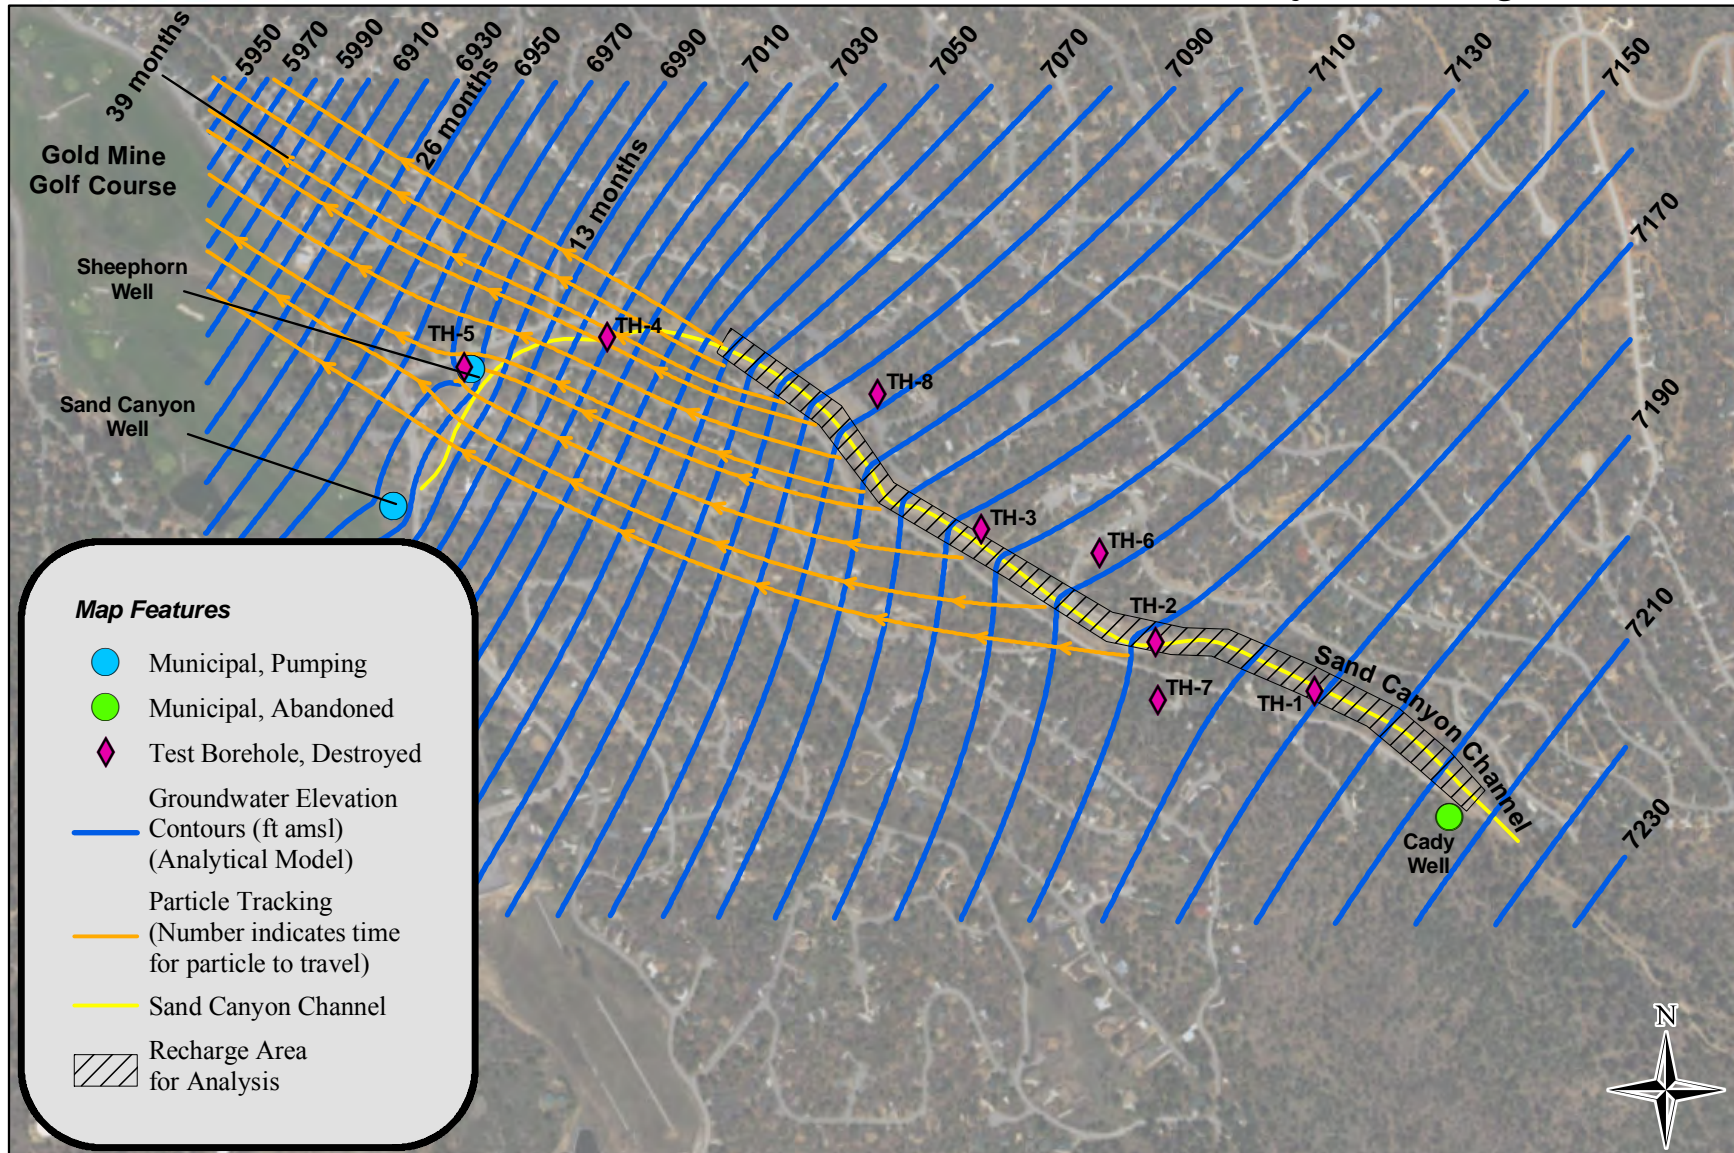 5950
5970
5990
6910
6930
6950
6970
6990
7010
7030
7050
7070
7090
7110
7130
7150
7170
7190
7210
7230
39 months
26 months
13 months
Gold Mine
Golf Course
Sheephorn
Well
Sand Canyon
Well
TH-5
TH-4
TH-8
TH-3
TH-6
TH-2
TH-7
TH-1
Sand Canyon Channel
Cady
Well
Map Features
Municipal, Pumping
Municipal, Abandoned
Test Borehole, Destroyed
Groundwater Elevation
Contours (ft amsl)
(Analytical Model)
Particle Tracking
(Number indicates time
for particle to travel)
Sand Canyon Channel
Recharge Area
for Analysis
N